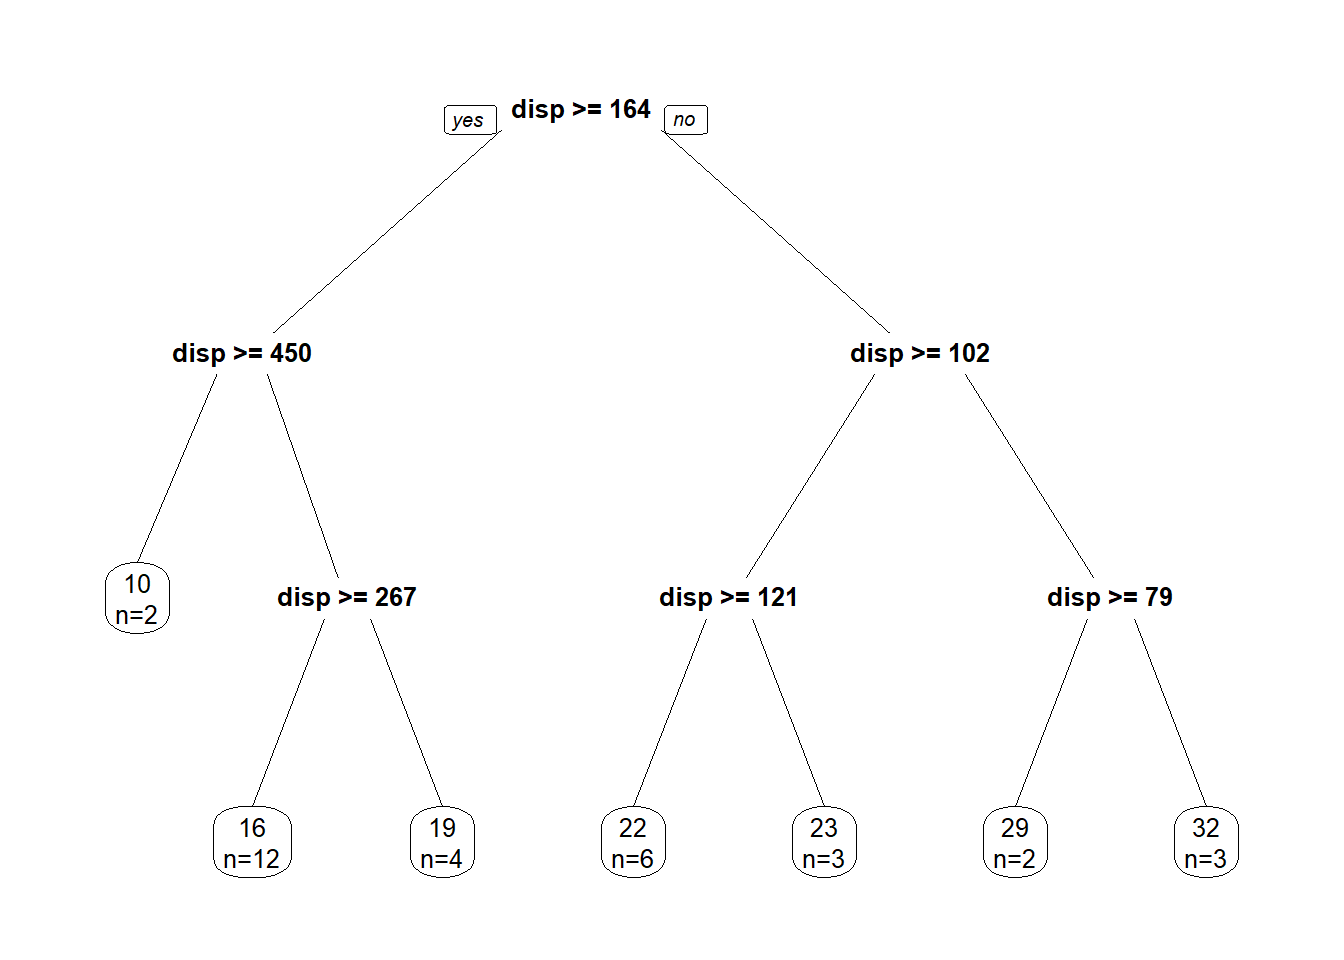 yes
disp >= 164
no
disp >= 450
disp >= 102
10
n=2
disp >= 267
disp >= 121
disp >= 79
16
n=12
19
n=4
22
n=6
23
n=3
29
n=2
32
n=3